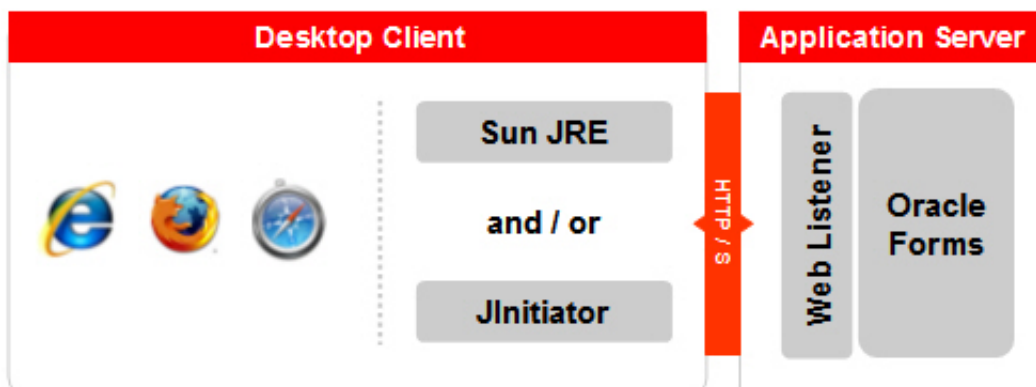 Desktop Client
Application Server
Sun JRE
and / or
JInitiator
HTTP / S
Web Listener
Oracle
Forms